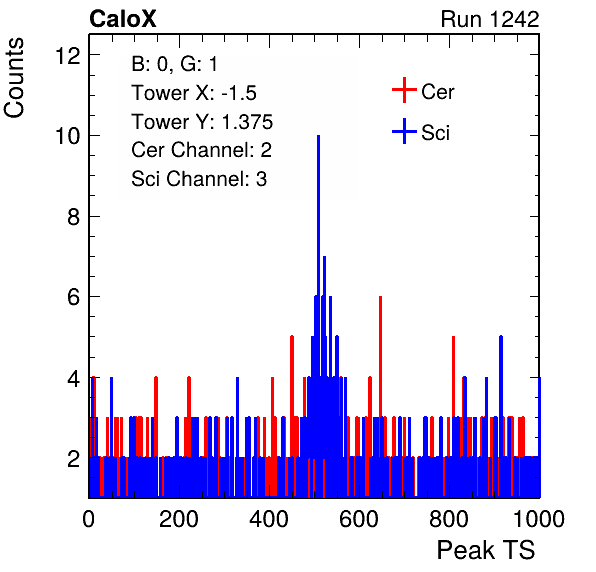 CaloX
Run 1242
Counts
B: 0, G: 1
Tower X: -1.5
Tower Y: 1.375
Cer Channel: 2
Sci Channel: 3
Cer
Sci
12
10
8
6
4
2
0 200 400 600 800 1000
Peak TS